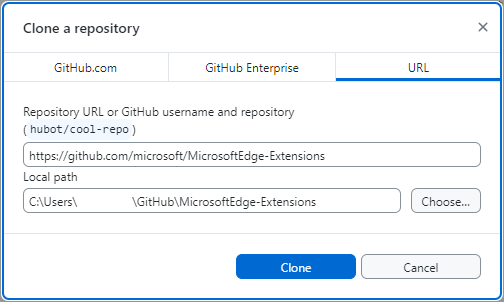 Clone a repository
GitHub.com GitHub Enterprise URL
Repository URL or GitHub username and repository
(hubot/cool-repo)
https://github.com/microsoft/MicrosoftEdge-Extensions
Local path
C:\Users\ \GitHub\MicrosoftEdge-Extensions Choose...
Clone Cancel